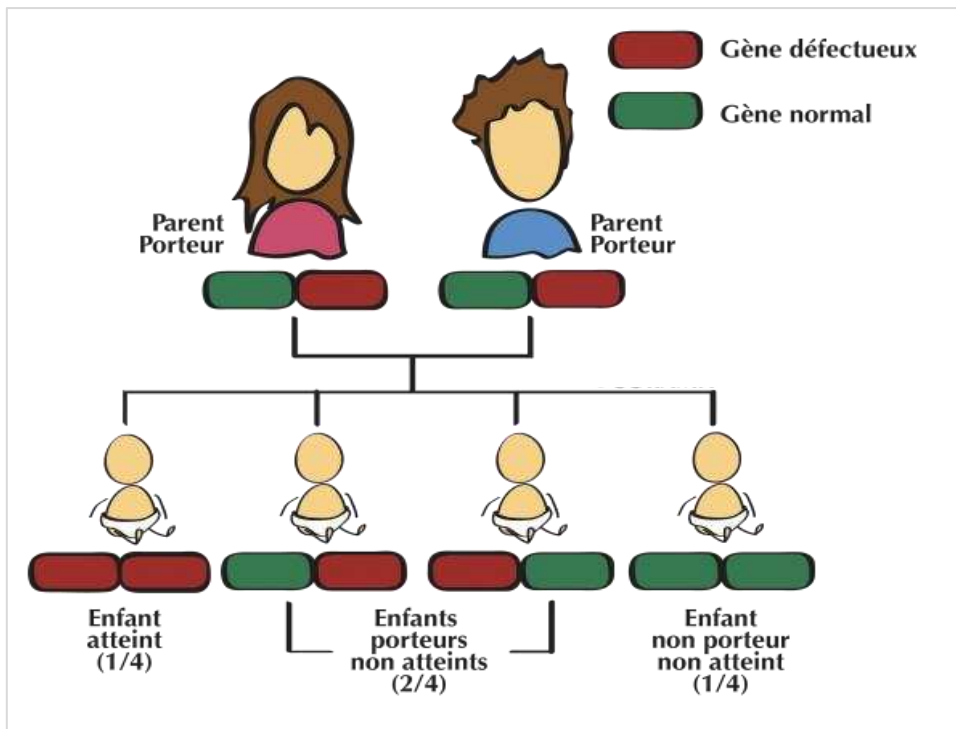 Gène défectueux
Gène normal
Parent
Porteur
Parent
Porteur
Enfant
atteint
(1/4)
Enfants
porteurs
non atteints
(2/4)
Enfant
non porteur
non atteint
(1/4)